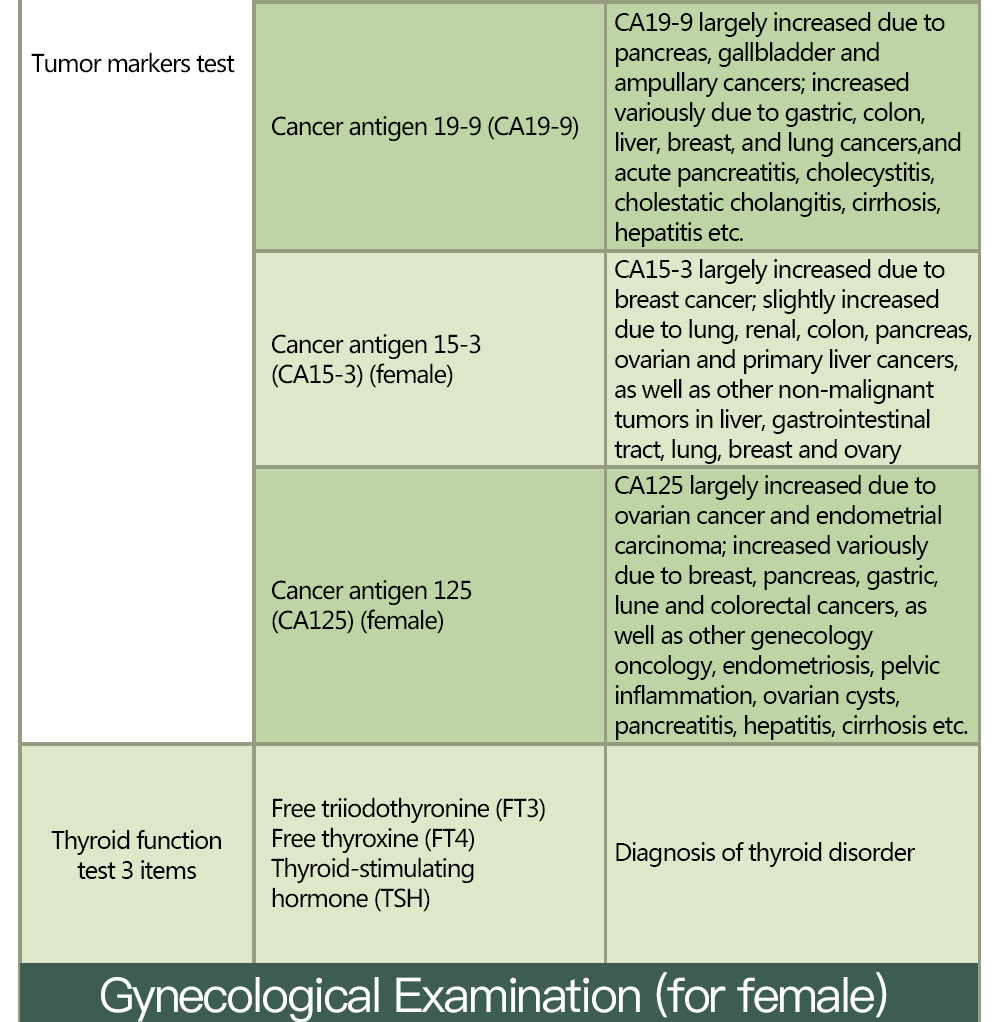 Tumor markers test
Cancer antigen 19-9 (CA19-9)
CA19-9 largely increased due to
pancreas, gallbladder and
ampullary cancers; increased
variously due to gastric, colon,
liver, breast, and lung cancers,and
acute pancreatitis, cholecystitis,
cholestatic cholangitis, cirrhosis,
hepatitis etc.
Cancer antigen 15-3
(CA15-3) (female)
CA15-3 largely increased due to
breast cancer; slightly increased
due to lung, renal, colon, pancreas,
ovarian and primary liver cancers,
as well as other non-malignant
tumors in liver, gastrointestinal
tract, lung, breast and ovary
Cancer antigen 125
(CA125) (female)
CA125 largely increased due to
ovarian cancer and endometrial
carcinoma; increased variously
due to breast, pancreas, gastric,
lune and colorectal cancers, as
well as other genecology
oncology, endometriosis, pelvic
inflammation, ovarian cysts,
pancreatitis, hepatitis, cirrhosis etc.
Thyroid function
test 3 items
Free triiodothyronine (FT3)
Free thyroxine (FT4)
Thyroid-stimulating
hormone (TSH)
Diagnosis of thyroid disorder
Gynecological Examination (for female)